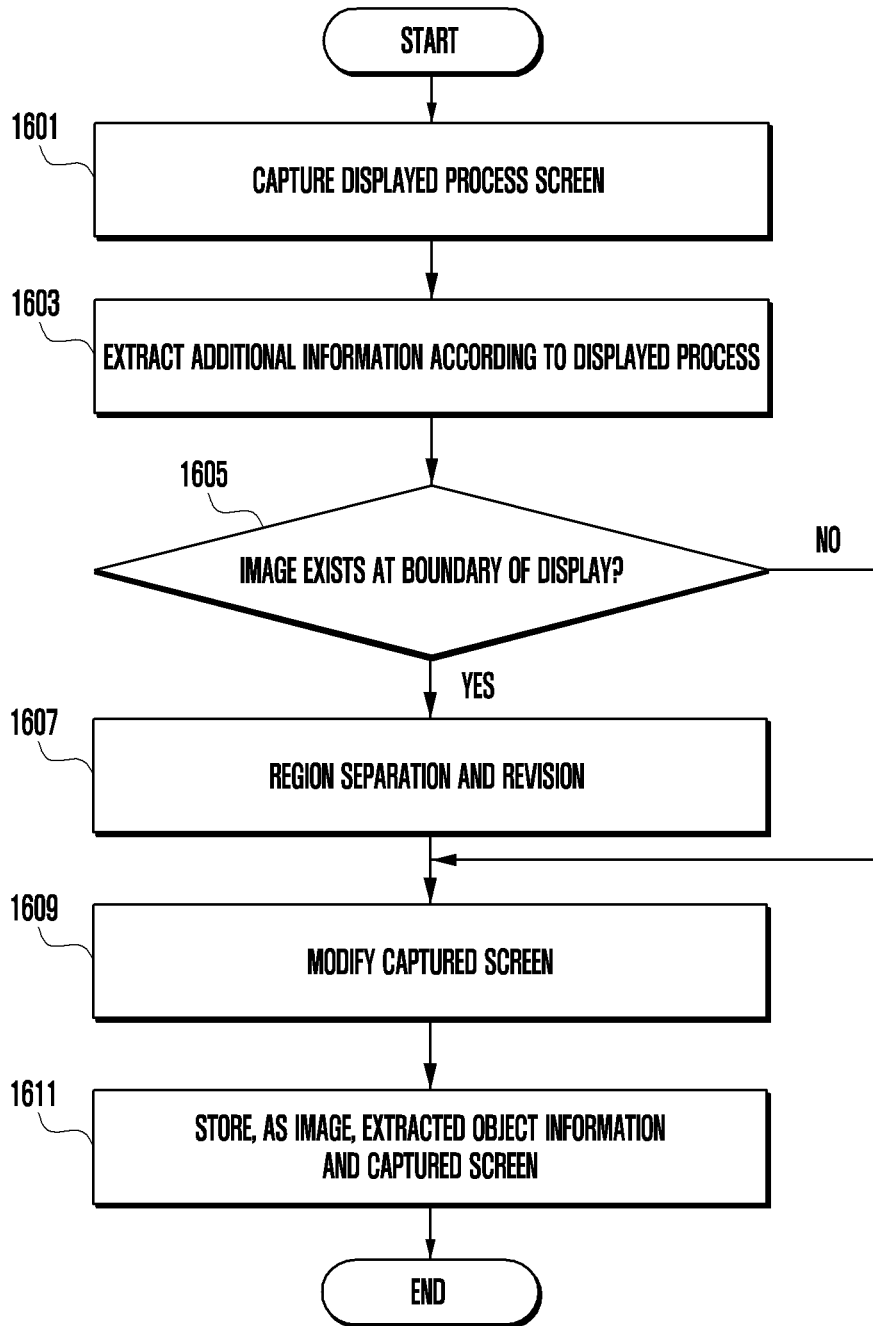 START
1601
CAPTURE DISPLAYED PROCESS SCREEN
1603
EXTRACT ADDITIONAL INFORMATION ACCORDING TO DISPLAYED PROCESS
1605
IMAGE EXISTS AT BOUNDARY OF DISPLAY?
NO
YES
1607
REGION SEPARATION AND REVISION
1609
MODIFY CAPTURED SCREEN
1611
STORE, AS IMAGE, EXTRACTED OBJECT INFORMATION
AND CAPTURED SCREEN
END